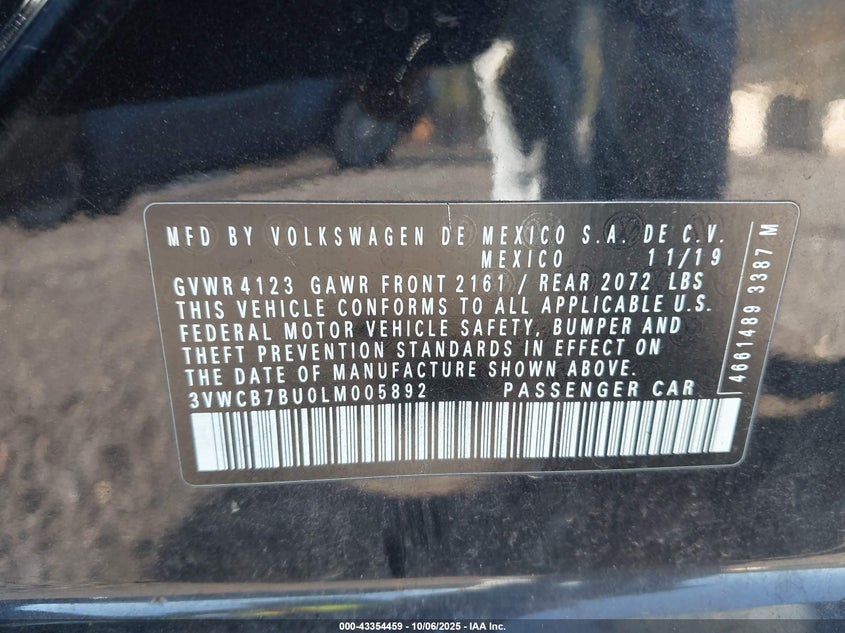 MFD BY VOLKSWAGEN DE MEXICO S.A. DE C.V.
MEXICO 11/19
GVWR 4123 GAWR FRONT 2161 / REAR 2072 LBS
THIS VEHICLE CONFORMS TO ALL APPLICABLE U.S.
FEDERAL MOTOR VEHICLE SAFETY, BUMPER AND
THEFT PREVENTION STANDARDS IN EFFECT ON
THE DATE OF MANUFACTURE SHOWN ABOVE.
3VWCB7BU0LM005892 PASSENGER CAR
4661489 3387 M
000-43354459 - 10/06/2025 - IAA Inc.